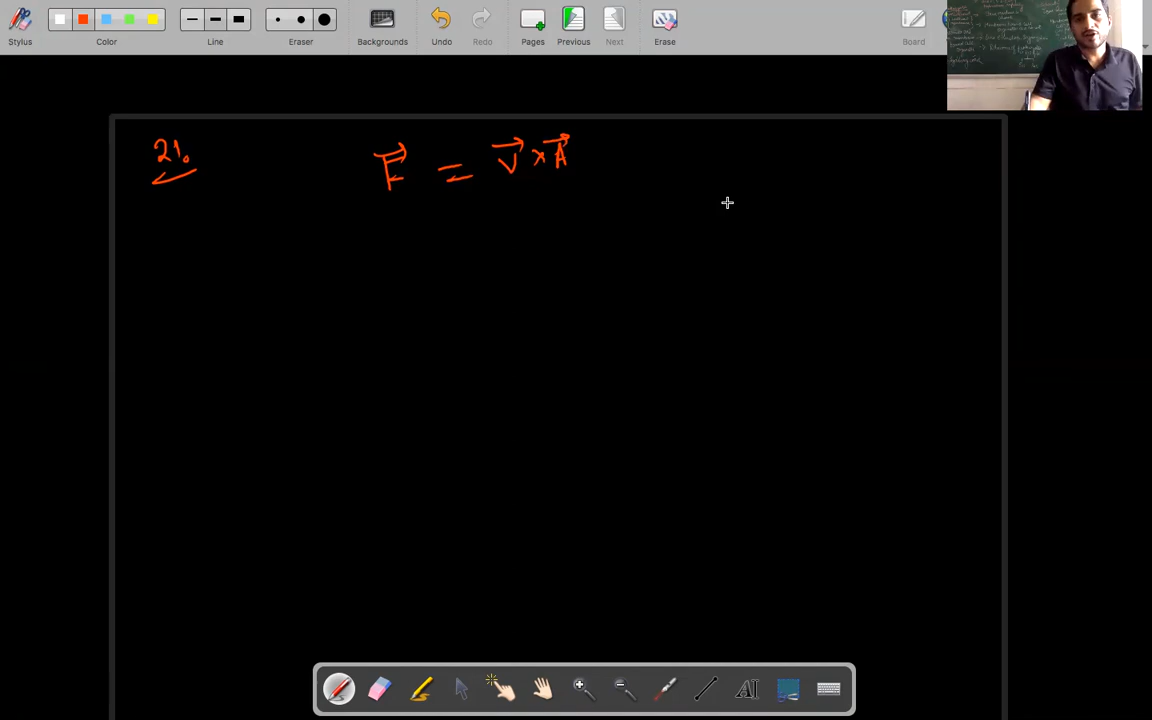 Stylus
Color
Line
Eraser
Backgrounds
Undo
Redo
Pages
Previous
Next
Erase
Board
21.
F⃗ = V⃗ × A⃗